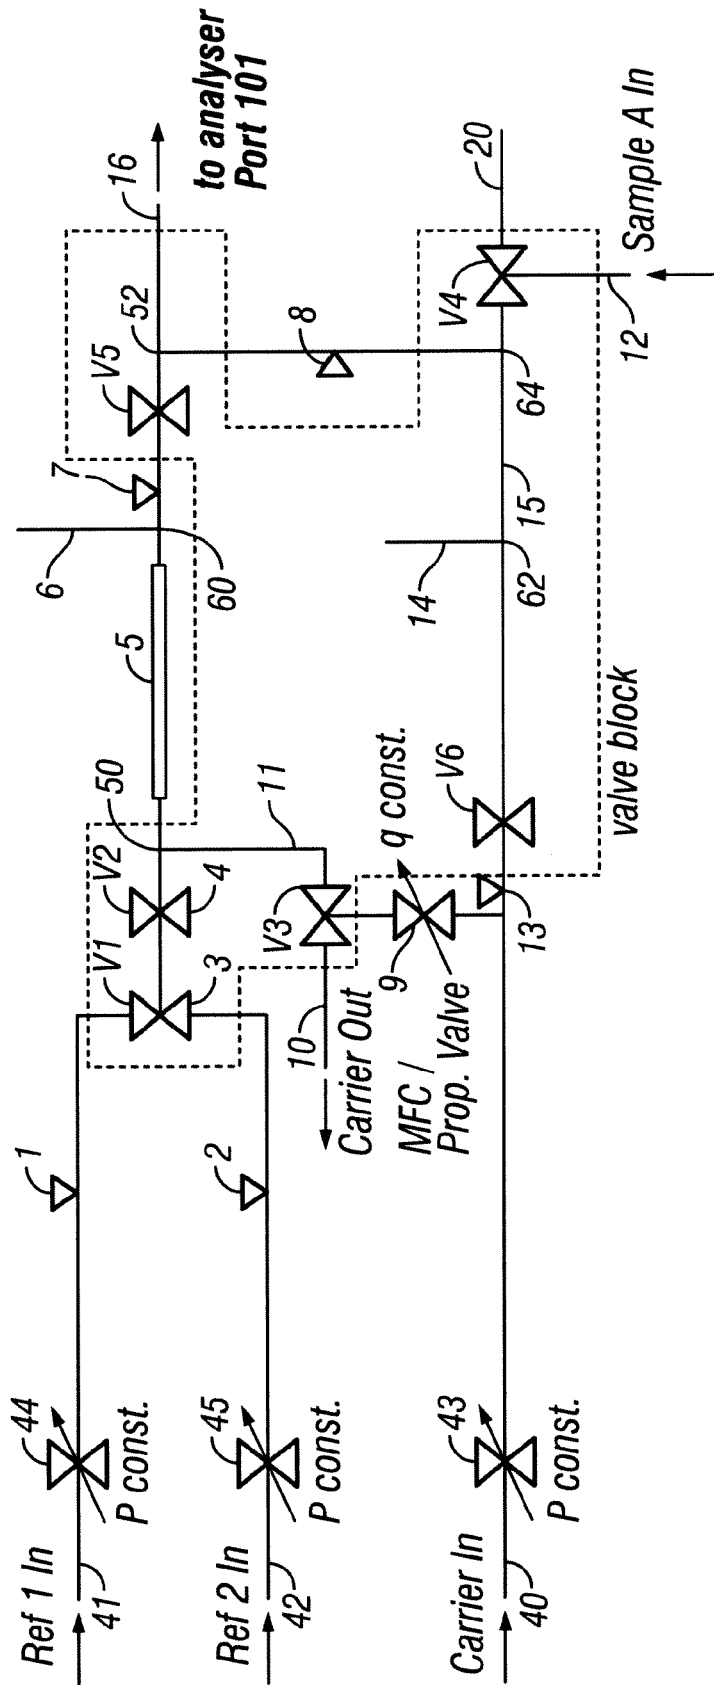 Ref 1 In
41
44
P const.
1
V1
3
V2
4
50
5
6
60
7
V5
52
16
to analyser
Port 101
Ref 2 In
42
45
P const.
2
10
Carrier Out
V3
11
MFC /
Prop. Valve
9
q const.
8
Carrier In
40
43
P const.
13
V6
14
62
15
64
V4
20
12
Sample A In
valve block